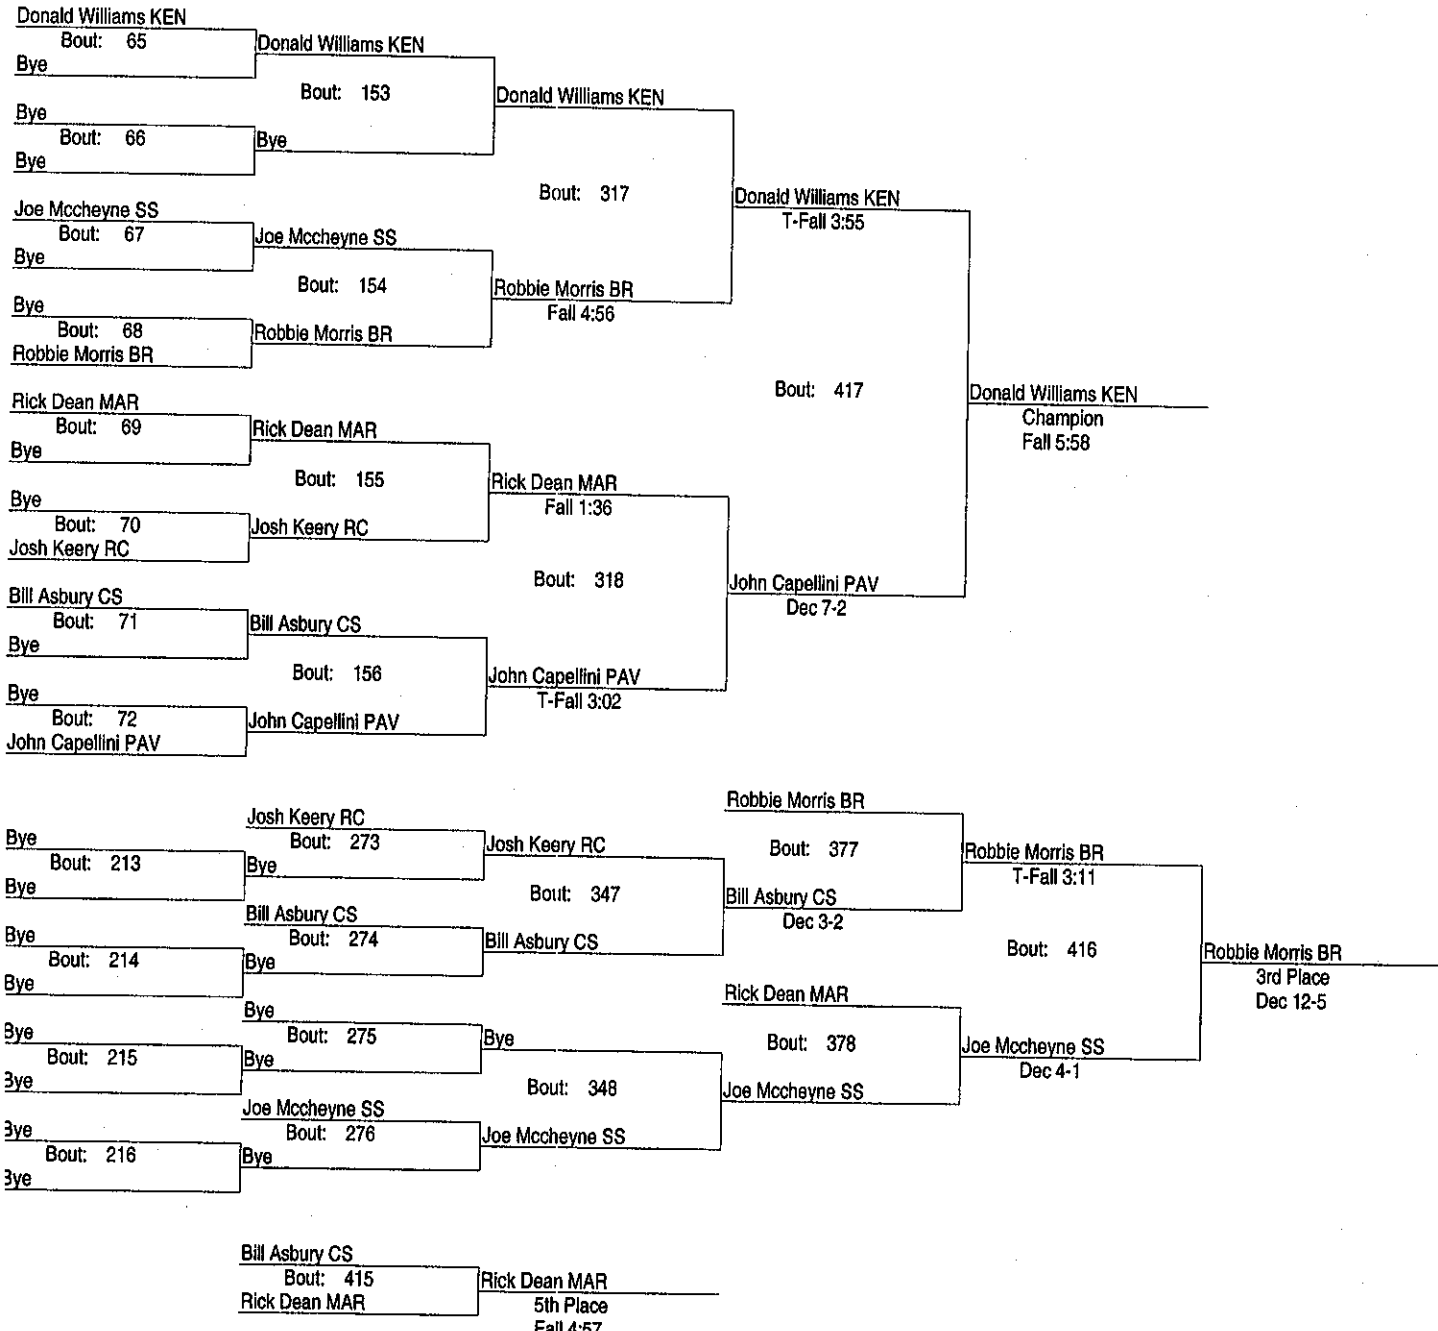 Donald Williams KEN
Bout: 65
Bye
Donald Williams KEN
Bout: 153
Bye
Bout: 66
Bye
Bye
Donald Williams KEN
Bout: 317
Joe Mccheyne SS
Bout: 67
Bye
Joe Mccheyne SS
Bout: 154
Bye
Bout: 68
Robbie Morris BR
Robbie Morris BR
Robbie Morris BR
Fall 4:56
Donald Williams KEN
T-Fall 3:55
Bout: 417
Rick Dean MAR
Bout: 69
Bye
Rick Dean MAR
Bout: 155
Bye
Bout: 70
Josh Keery RC
Josh Keery RC
Rick Dean MAR
Fall 1:36
Bout: 318
Bill Asbury CS
Bout: 71
Bye
Bill Asbury CS
Bout: 156
Bye
Bout: 72
John Capellini PAV
John Capellini PAV
John Capellini PAV
T-Fall 3:02
John Capellini PAV
Dec 7-2
Donald Williams KEN
Champion
Fall 5:58
Bye
Bout: 213
Bye
Josh Keery RC
Bout: 273
Bye
Josh Keery RC
Bout: 347
Bye
Bout: 214
Bye
Bill Asbury CS
Bout: 274
Bye
Bill Asbury CS
Robbie Morris BR
Bout: 377
Bill Asbury CS
Dec 3-2
Robbie Morris BR
T-Fall 3:11
Bout: 416
Bye
Bout: 215
Bye
Bye
Bout: 275
Bye
Bye
Bout: 348
Bye
Bout: 216
Bye
Joe Mccheyne SS
Bout: 276
Bye
Joe Mccheyne SS
Rick Dean MAR
Bout: 378
Joe Mccheyne SS
Joe Mccheyne SS
Dec 4-1
Robbie Morris BR
3rd Place
Dec 12-5
Bill Asbury CS
Bout: 415
Rick Dean MAR
Rick Dean MAR
5th Place
Fall 4:57